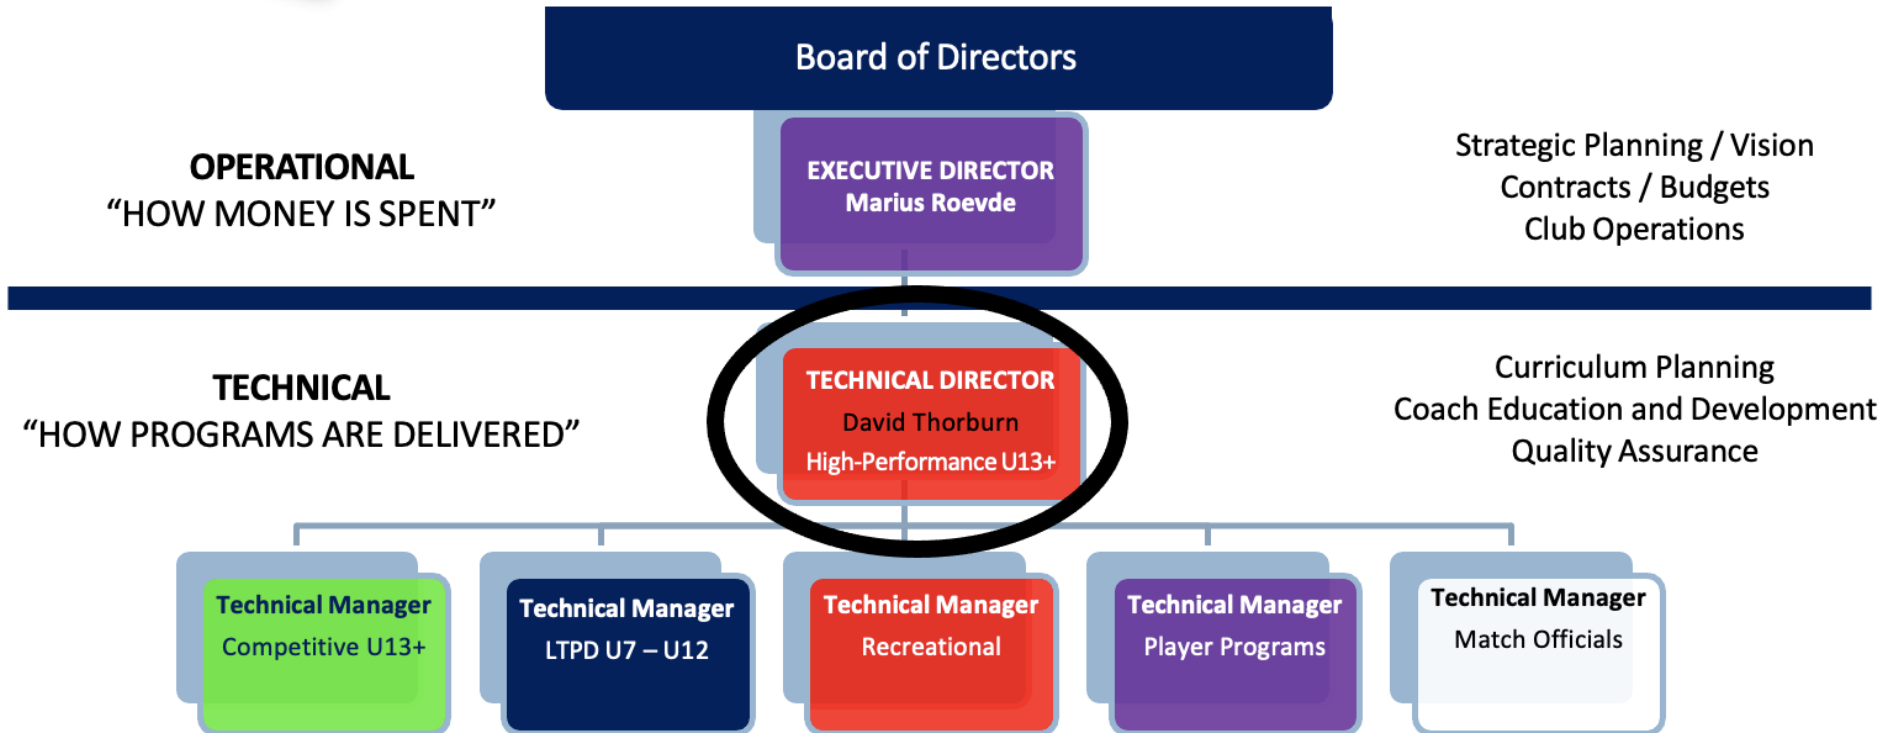 Board of Directors
OPERATIONAL
“HOW MONEY IS SPENT”
EXECUTIVE DIRECTOR
Marius Roevde
Strategic Planning / Vision
Contracts / Budgets
Club Operations
TECHNICAL
“HOW PROGRAMS ARE DELIVERED”
TECHNICAL DIRECTOR
David Thorburn
High-Performance U13+
Curriculum Planning
Coach Education and Development
Quality Assurance
Technical Manager
Competitive U13+
Technical Manager
LTPD U7 – U12
Technical Manager
Recreational
Technical Manager
Player Programs
Technical Manager
Match Officials